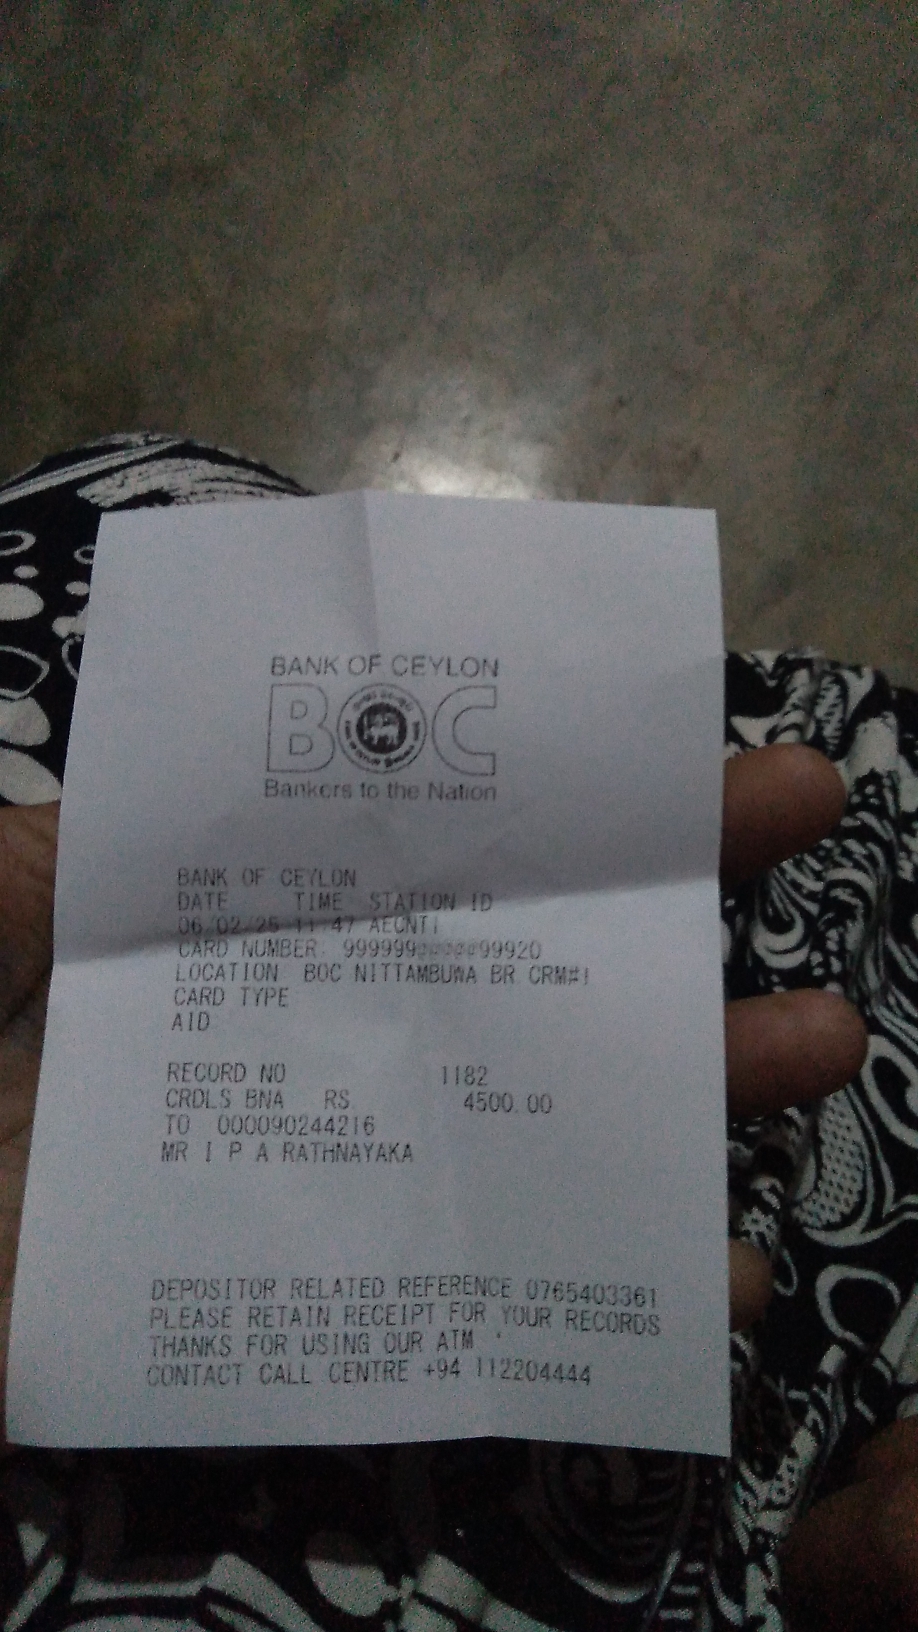 BANK OF CEYLON
BOC
Bankers to the Nation
BANK OF CEYLON
DATE TIME STATION ID
06/02/25 11:47 AECNT1
CARD NUMBER: 999999@@@@@99920
LOCATION BOC NITTAMBUWA BR CRM#1
CARD TYPE
AID
RECORD NO 1182
CRDLS BNA RS. 4500.00
TO 000090244216
MR I P A RATHNAYAKA
DEPOSITOR RELATED REFERENCE 0765403361
PLEASE RETAIN RECEIPT FOR YOUR RECORDS
THANKS FOR USING OUR ATM
CONTACT CALL CENTRE +94 112204444